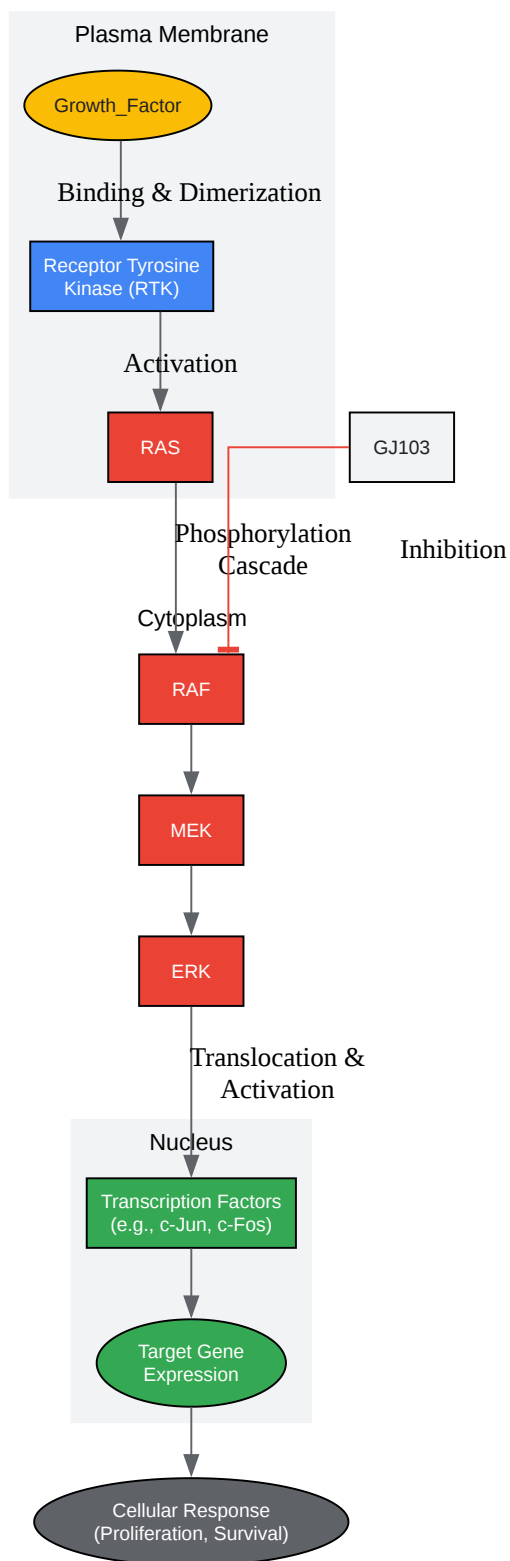 Plasma Membrane
Growth_Factor
Binding & Dimerization
Receptor Tyrosine
Kinase (RTK)
Activation
RAS
GJ103
Phosphorylation
Cascade
Inhibition
Cytoplasm
RAF
MEK
ERK
Translocation &
Activation
Nucleus
Transcription Factors
(e.g., c-Jun, c-Fos)
Target Gene
Expression
Cellular Response
(Proliferation, Survival)